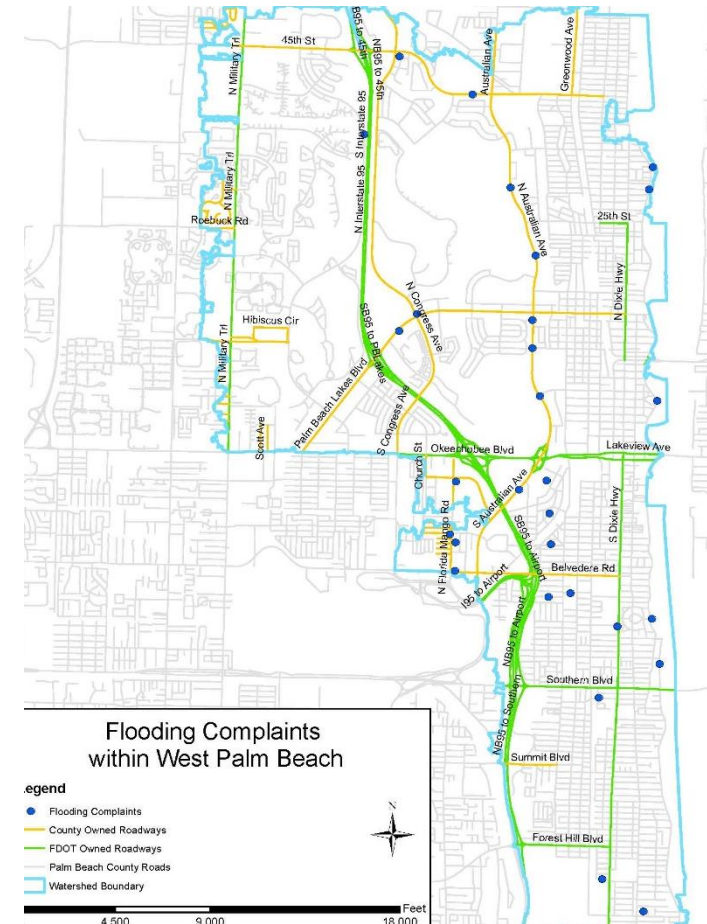 B95 to 45th
NB95 to 45th
45th St
N Military Trl
Australian Ave
Greenwood Ave
S Interstate 95
N Interstate 95
N Military Trl
Roebuck Rd
N Australian Ave
25th St
N Dixie Hwy
N Congress Ave
Hibiscus Cir
SB95 to PBLakes
N Military Trl
Palm Beach Lakes Blvd
S Congress Ave
Scott Ave
Okeechobee Blvd
Lakeview Ave
Church St
S Australian Ave
S Dixie Hwy
SB95 to Airport
N Florida Mango Rd
I95 to Airport
Belvedere Rd
NB95 to Airport
Southern Blvd
NB95 to Southern
Summit Blvd
Forest Hill Blvd
Flooding Complaints
within West Palm Beach
egend
Flooding Complaints
County Owned Roadways
FDOT Owned Roadways
Palm Beach County Roads
Watershed Boundary
N
Feet
4,500 9,000 18,000